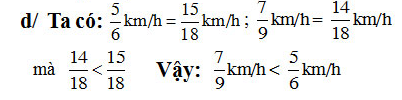 d/ Ta có: 5/6 km/h = 15/18 km/h ; 7/9 km/h = 14/18 km/h
mà 14/18 < 15/18 Vậy: 7/9 km/h < 5/6 km/h